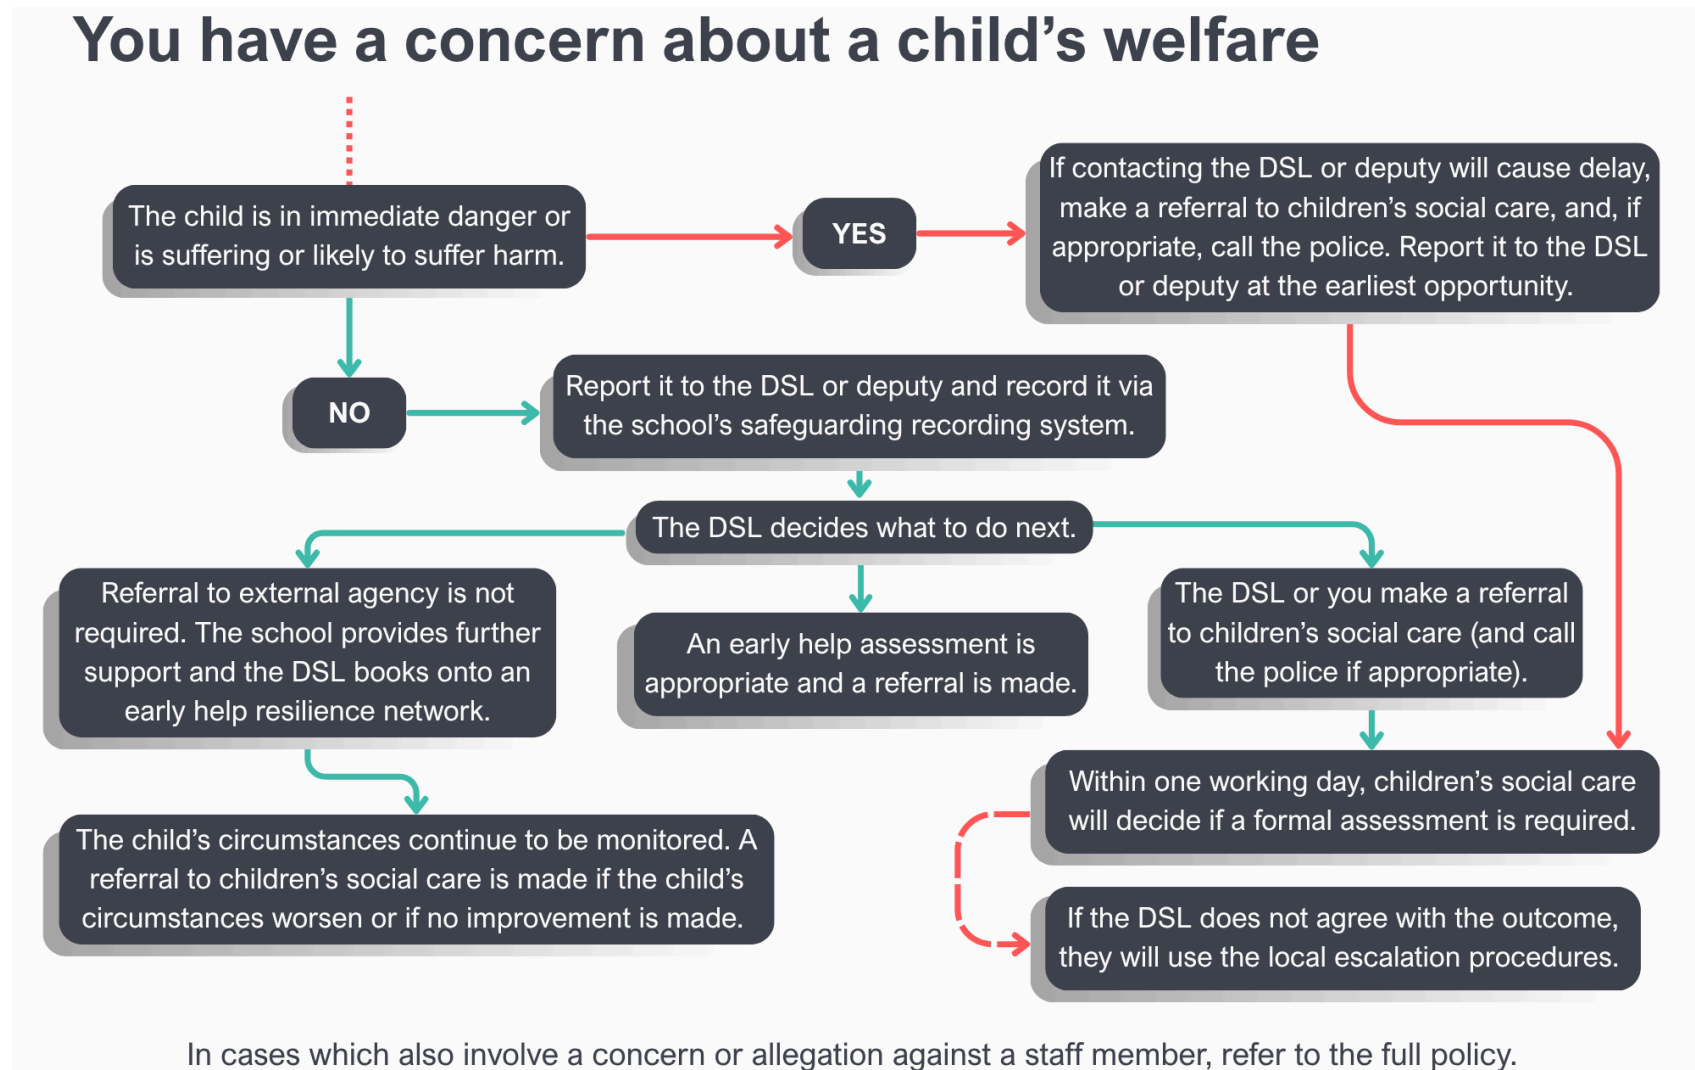 You have a concern about a child’s welfare
The child is in immediate danger or
is suffering or likely to suffer harm.
YES
If contacting the DSL or deputy will cause delay,
make a referral to children’s social care, and, if
appropriate, call the police. Report it to the DSL
or deputy at the earliest opportunity.
NO
Report it to the DSL or deputy and record it via
the school’s safeguarding recording system.
The DSL decides what to do next.
Referral to external agency is not
required. The school provides further
support and the DSL books onto an
early help resilience network.
An early help assessment is
appropriate and a referral is made.
The DSL or you make a referral
to children’s social care (and call
the police if appropriate).
The child’s circumstances continue to be monitored. A
referral to children’s social care is made if the child’s
circumstances worsen or if no improvement is made.
Within one working day, children’s social care
will decide if a formal assessment is required.
If the DSL does not agree with the outcome,
they will use the local escalation procedures.
In cases which also involve a concern or allegation against a staff member, refer to the full policy.